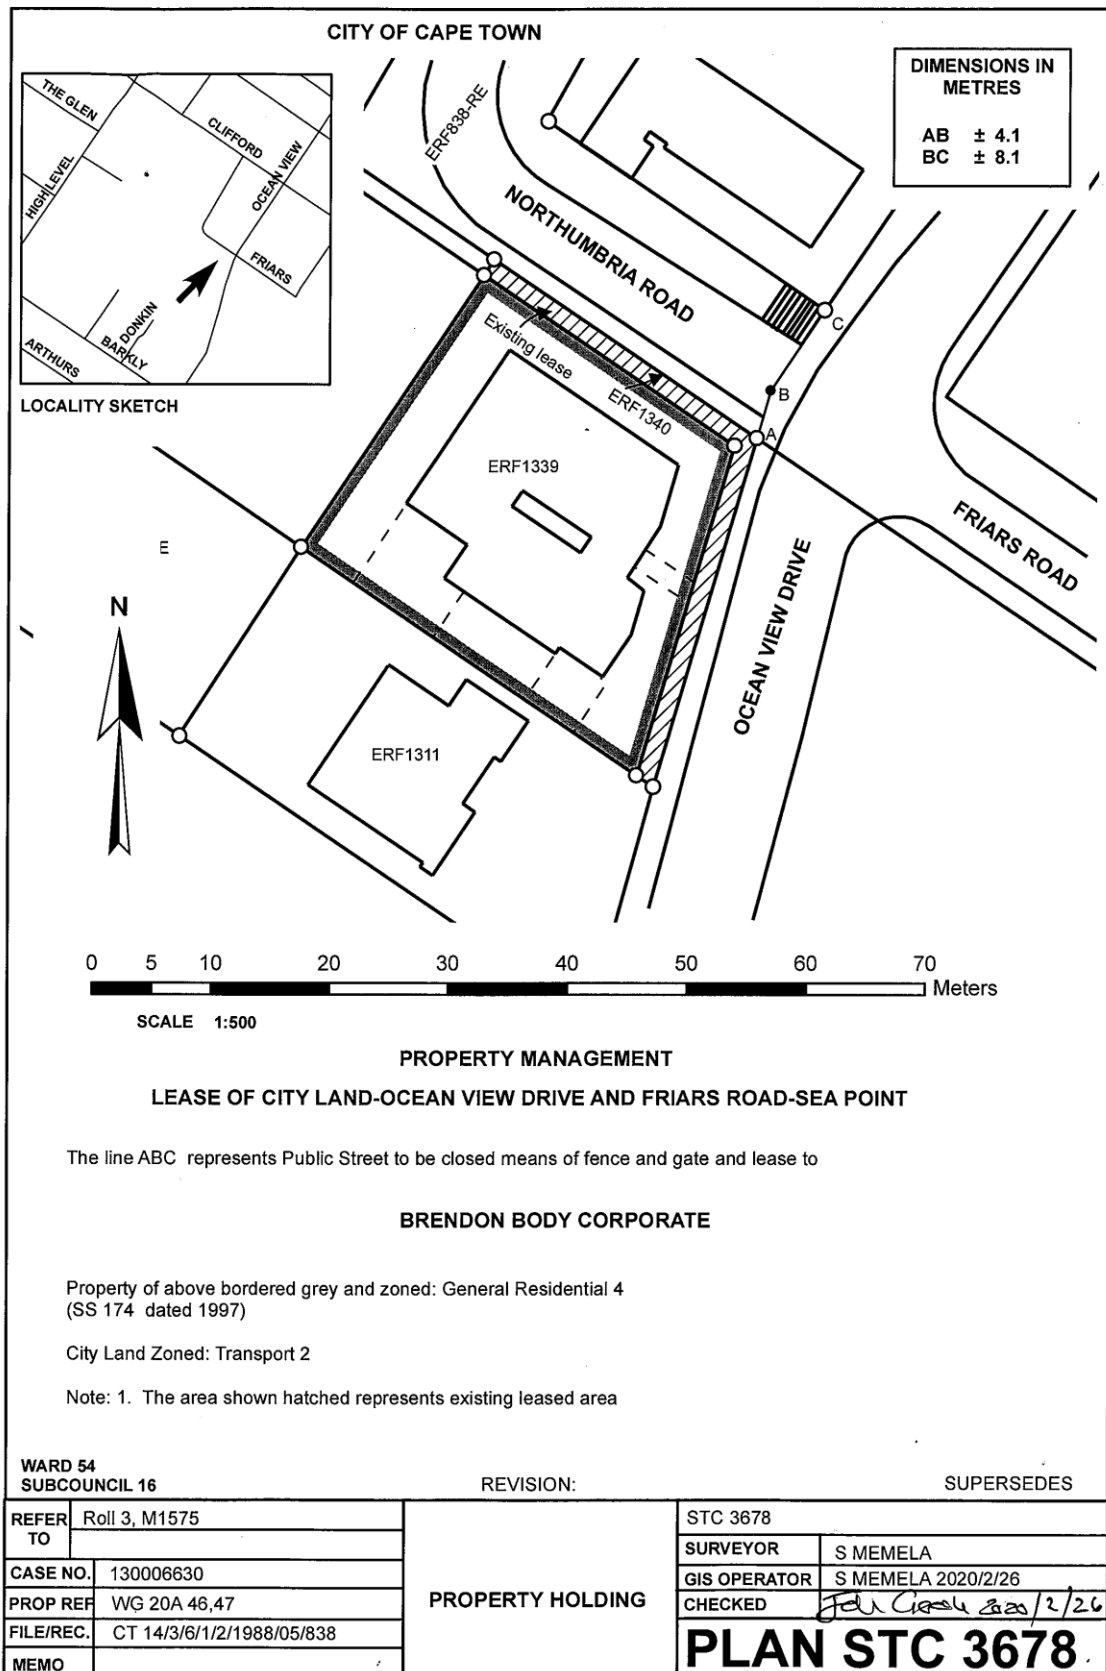 CITY OF CAPE TOWN
DIMENSIONS IN
METRES
AB ± 4.1
BC ± 8.1
THE GLEN
CLIFFORD
HIGH LEVEL
OCEAN VIEW
FRIARS
DONKIN
BARKLY
ARTHURS
LOCALITY SKETCH
ERF838-RE
NORTHUMBRIA ROAD
C
B
A
Existing lease
ERF1340
ERF1339
FRIARS ROAD
OCEAN VIEW DRIVE
E
N
ERF1311
0 5 10 20 30 40 50 60 70
Meters
SCALE 1:500
PROPERTY MANAGEMENT
LEASE OF CITY LAND-OCEAN VIEW DRIVE AND FRIARS ROAD-SEA POINT
The line ABC represents Public Street to be closed means of fence and gate and lease to
BRENDON BODY CORPORATE
Property of above bordered grey and zoned: General Residential 4
(SS 174 dated 1997)
City Land Zoned: Transport 2
Note: 1. The area shown hatched represents existing leased area
WARD 54
SUBCOUNCIL 16
REVISION:
SUPERSEDES
REFER TO Roll 3, M1575
CASE NO. 130006630
PROP REF WG 20A 46,47
FILE/REC. CT 14/3/6/1/2/1988/05/838
MEMO
PROPERTY HOLDING
STC 3678
SURVEYOR S MEMELA
GIS OPERATOR S MEMELA 2020/2/26
CHECKED 2020/2/26
PLAN STC 3678